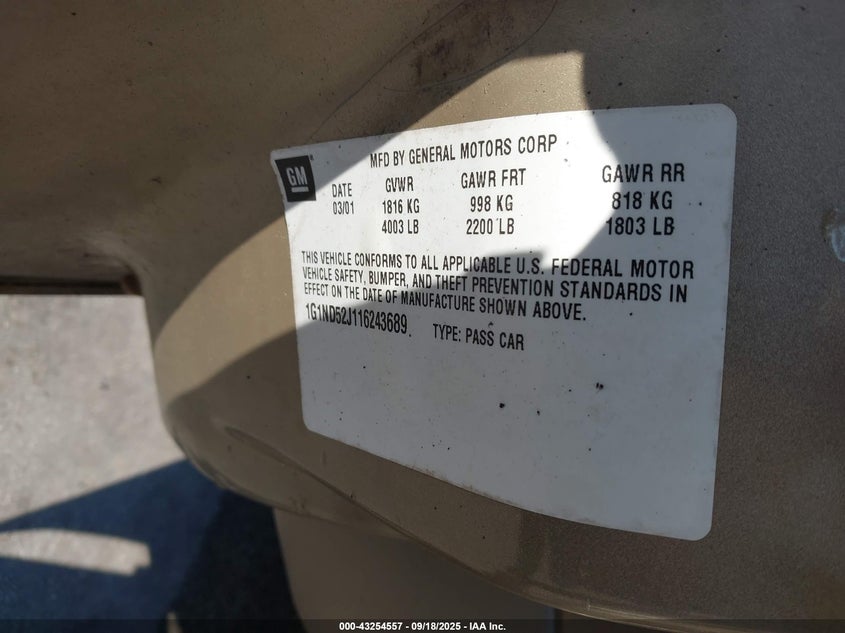 MFD BY GENERAL MOTORS CORP
GM
DATE GVWR GAWR FRT GAWR RR
03/01 1816 KG 998 KG 818 KG
4003 LB 2200 LB 1803 LB
THIS VEHICLE CONFORMS TO ALL APPLICABLE U.S. FEDERAL MOTOR
VEHICLE SAFETY, BUMPER, AND THEFT PREVENTION STANDARDS IN
EFFECT ON THE DATE OF MANUFACTURE SHOWN ABOVE.
1G1ND52J116243689 TYPE: PASS CAR
000-43254557 - 09/18/2025 - IAA Inc.